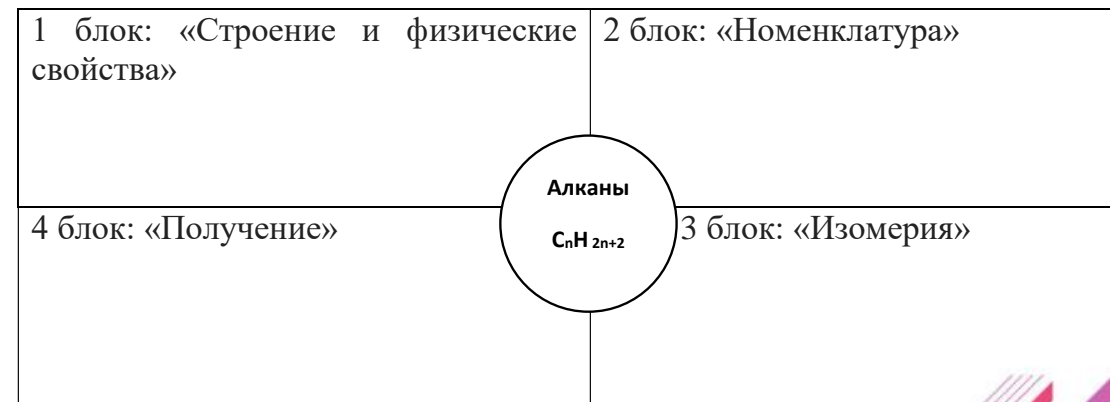 1 блок: «Строение и физические
свойства»
2 блок: «Номенклатура»
Алканы
CnH 2n+2
4 блок: «Получение»
3 блок: «Изомерия»